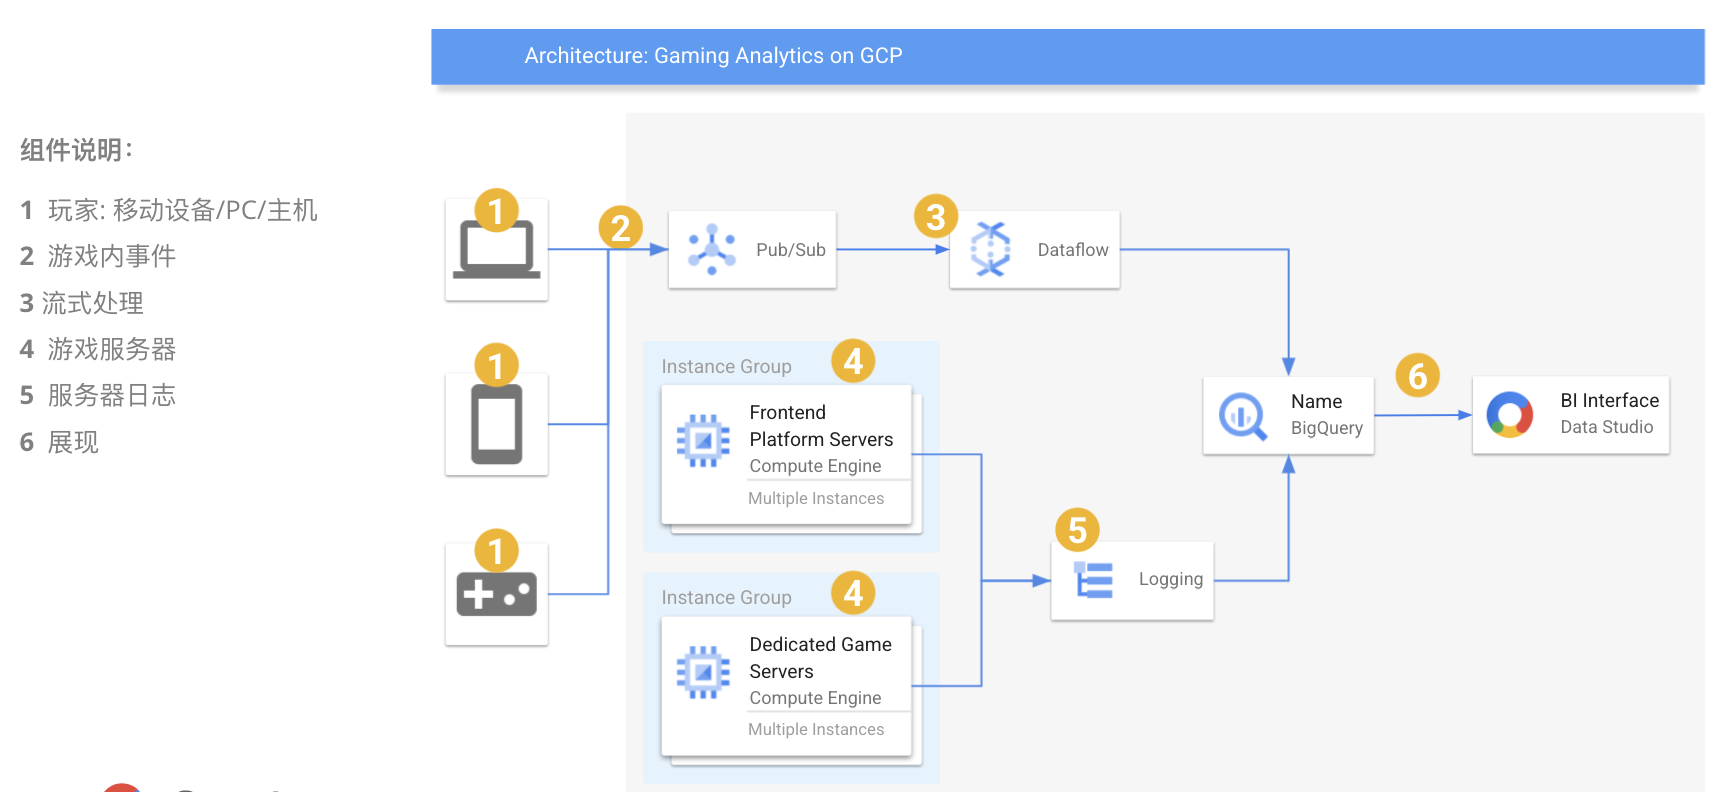 Architecture: Gaming Analytics on GCP
组件说明:
1 玩家: 移动设备/PC/主机
2 游戏内事件
3 流式处理
4 游戏服务器
5 服务器日志
6 展现
1
2
Pub/Sub
3
Dataflow
1
Instance Group
4
Frontend
Platform Servers
Compute Engine
Multiple Instances
Name
BigQuery
6
BI Interface
Data Studio
1
Instance Group
4
Dedicated Game
Servers
Compute Engine
Multiple Instances
5
Logging